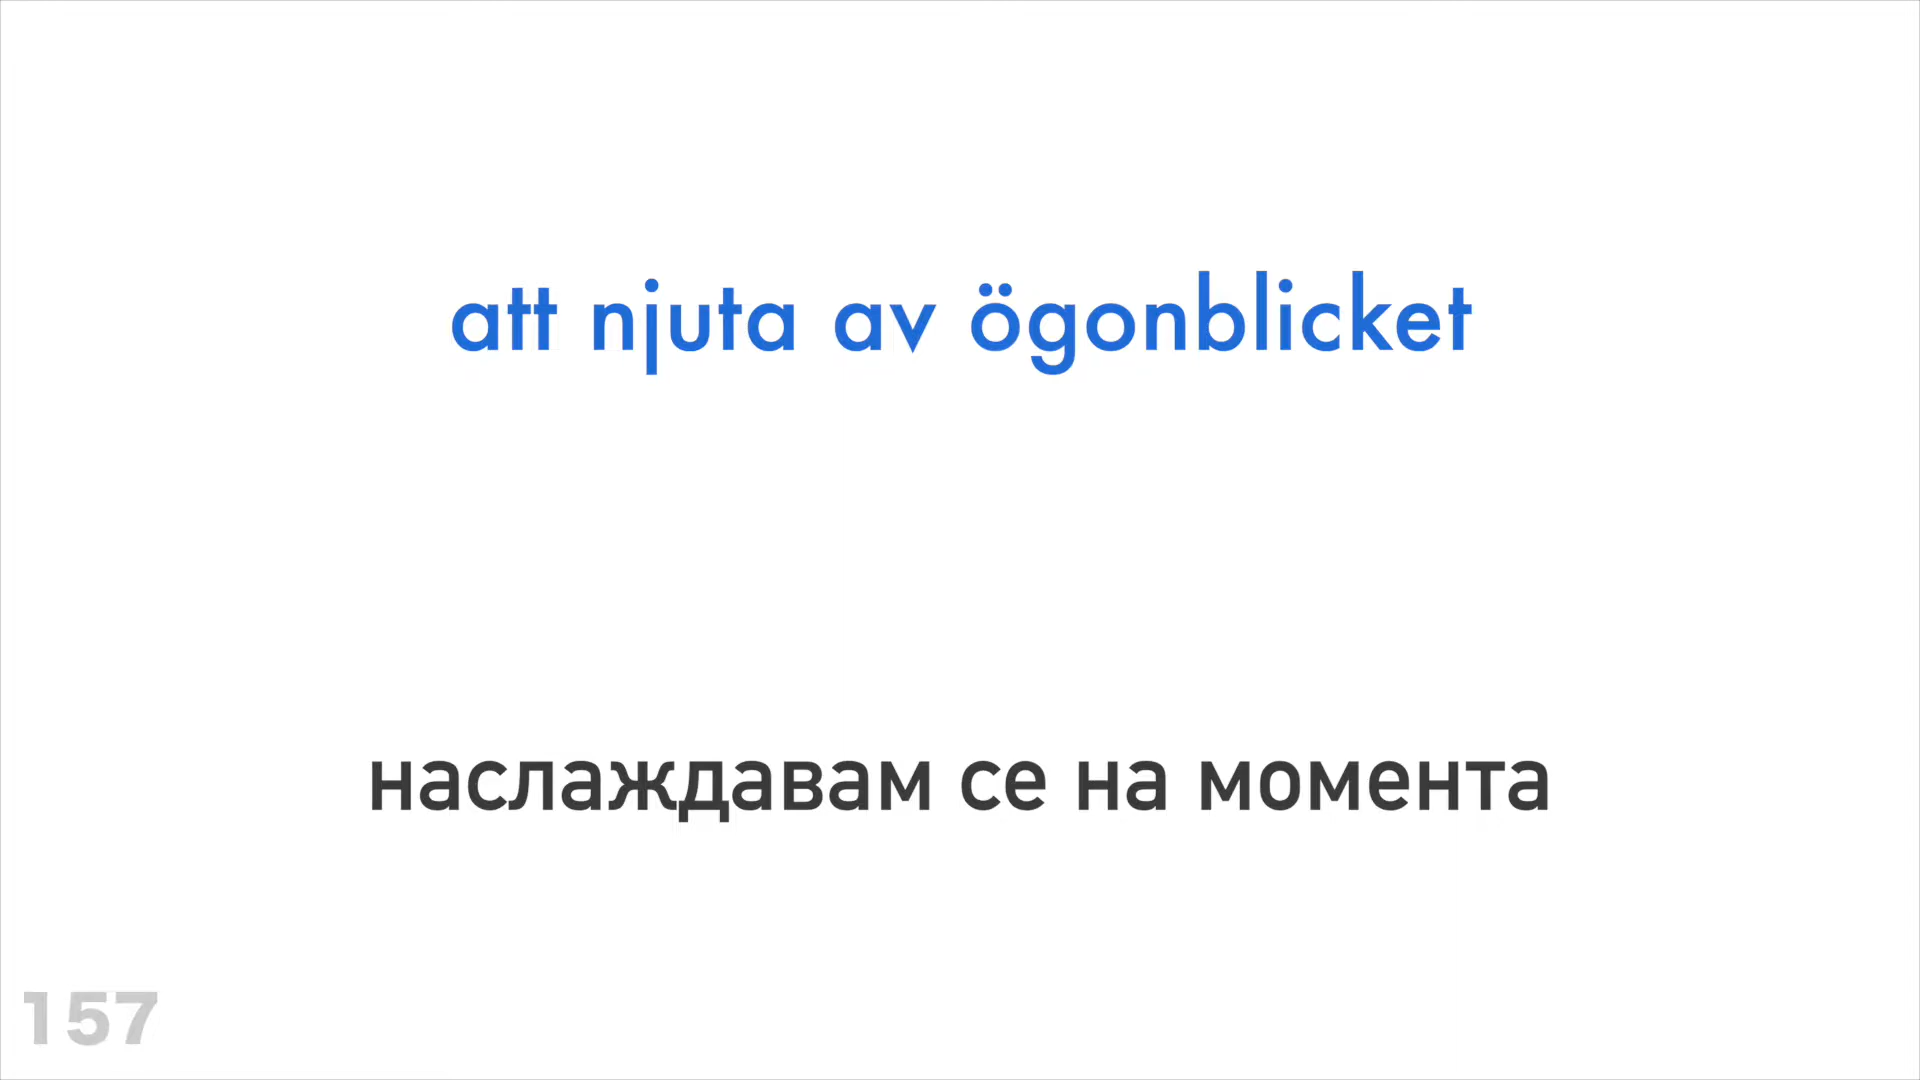 att njuta av ögonblicket
наслаждавам се на момента
157